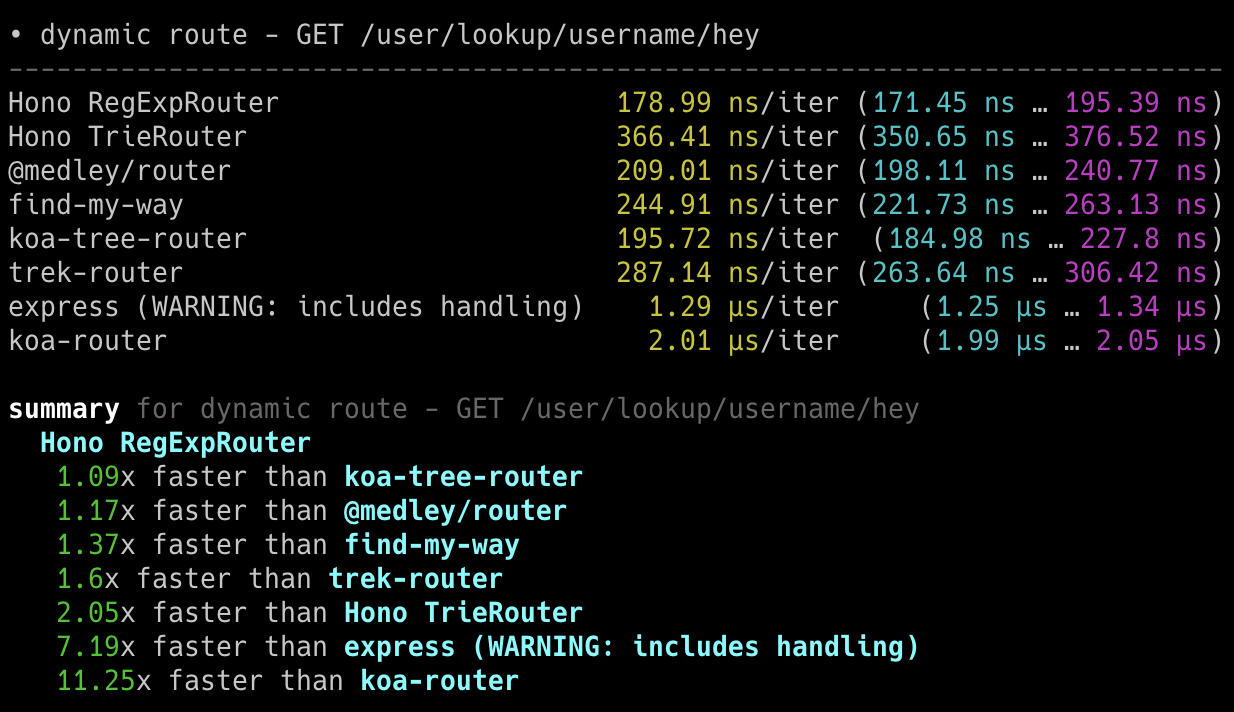 • dynamic route - GET /user/lookup/username/hey
----------------------------------------------------------------------------
Hono RegExpRouter 178.99 ns/iter (171.45 ns … 195.39 ns)
Hono TrieRouter 366.41 ns/iter (350.65 ns … 376.52 ns)
@medley/router 209.01 ns/iter (198.11 ns … 240.77 ns)
find-my-way 244.91 ns/iter (221.73 ns … 263.13 ns)
koa-tree-router 195.72 ns/iter (184.98 ns … 227.8 ns)
trek-router 287.14 ns/iter (263.64 ns … 306.42 ns)
express (WARNING: includes handling) 1.29 µs/iter (1.25 µs … 1.34 µs)
koa-router 2.01 µs/iter (1.99 µs … 2.05 µs)
summary for dynamic route - GET /user/lookup/username/hey
Hono RegExpRouter
1.09x faster than koa-tree-router
1.17x faster than @medley/router
1.37x faster than find-my-way
1.6x faster than trek-router
2.05x faster than Hono TrieRouter
7.19x faster than express (WARNING: includes handling)
11.25x faster than koa-router